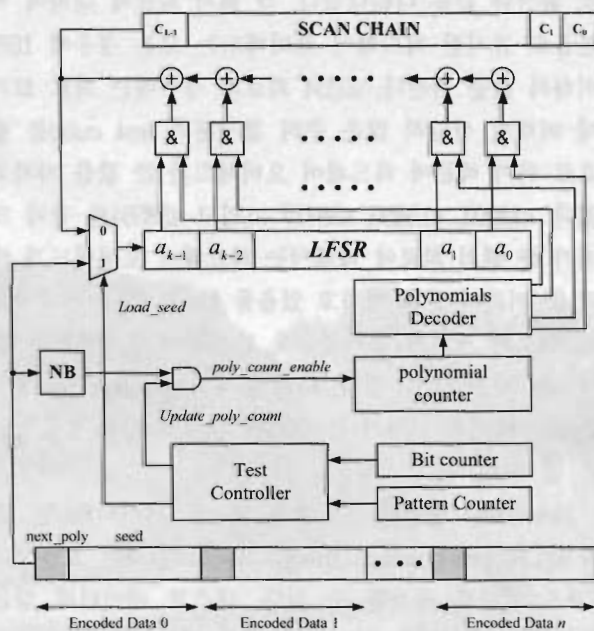 C_{L-1} SCAN CHAIN C_1 C_0
+ + + +
& & & &
0
1
a_{k-1} a_{k-2} LFSR a_1 a_0
Load_seed
Polynomials
Decoder
NB
poly_count_enable
polynomial
counter
Update_poly_count
Test
Controller
Bit counter
Pattern Counter
next_poly seed
Encoded Data 0 Encoded Data 1 Encoded Data n